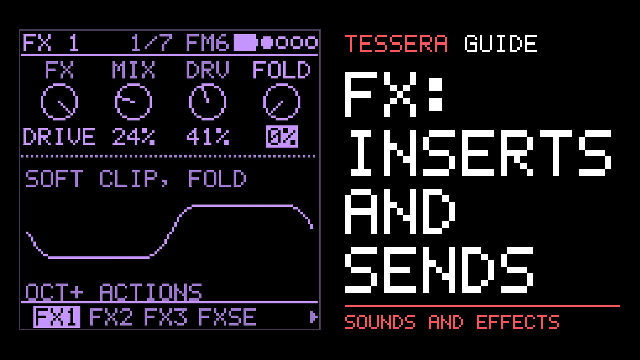 FX 1 1/7 FM6
FX MIX DRV FOLD
DRIVE 24% 41% 0%
SOFT CLIP, FOLD
OCT+ ACTIONS
FX1 FX2 FX3 FXSE
TESSERA GUIDE
FX:
INSERTS
AND
SENDS
SOUNDS AND EFFECTS